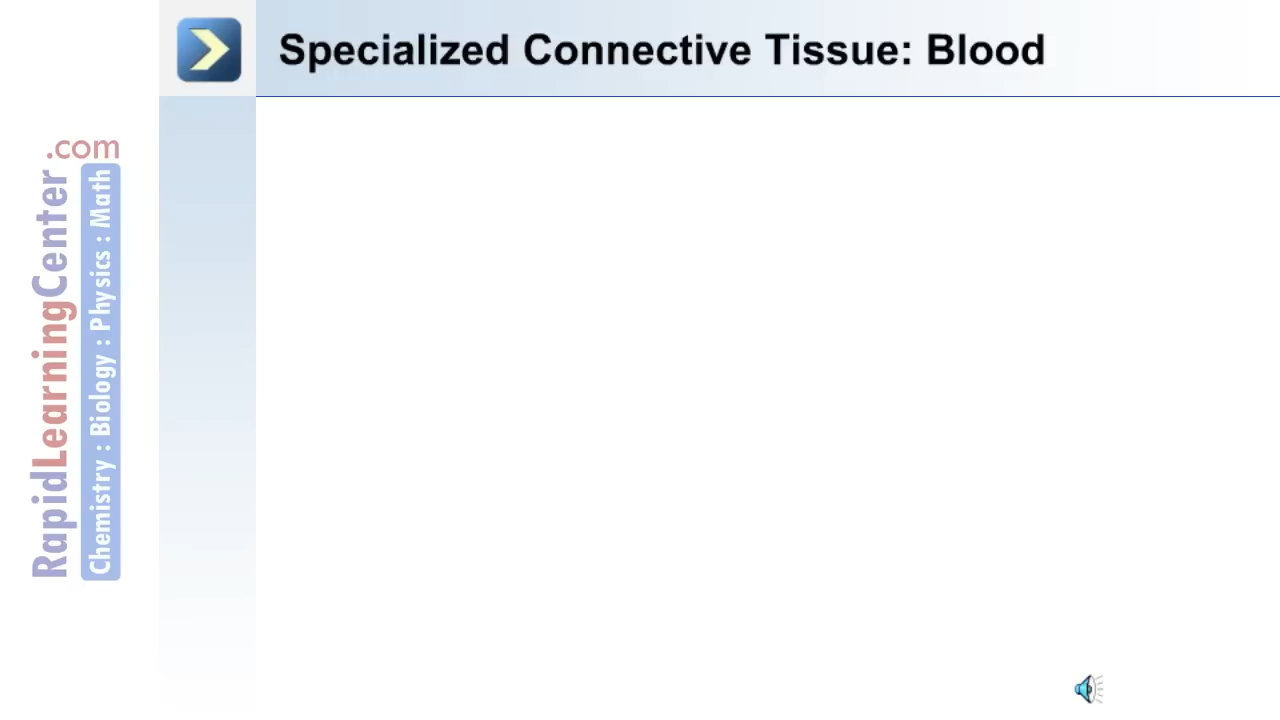 Specialized Connective Tissue: Blood
RapidLearningCenter.com
Chemistry : Biology : Physics : Math